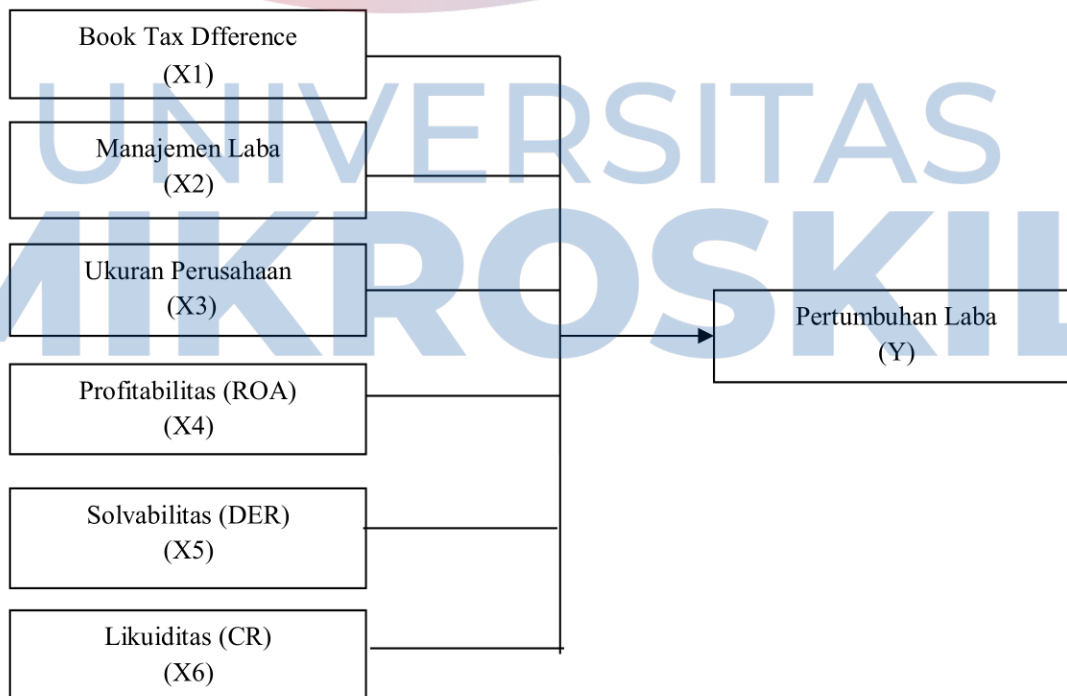 Book Tax Dfference
(X1)
UNIVERSITAS
Manajemen Laba
(X2)
MIKROSKIL
Ukuran Perusahaan
(X3)
Pertumbuhan Laba
(Y)
Profitabilitas (ROA)
(X4)
Solvabilitas (DER)
(X5)
Likuiditas (CR)
(X6)